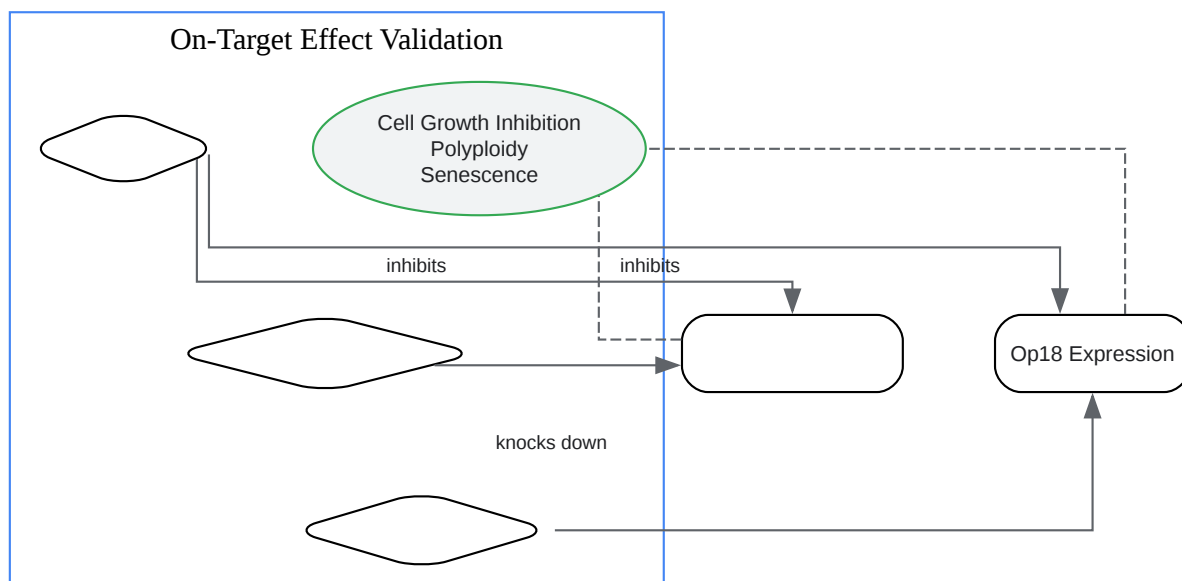 On-Target Effect Validation
Cell Growth Inhibition
Polyploidy
Senescence
inhibits
inhibits
Op18 Expression
knocks down